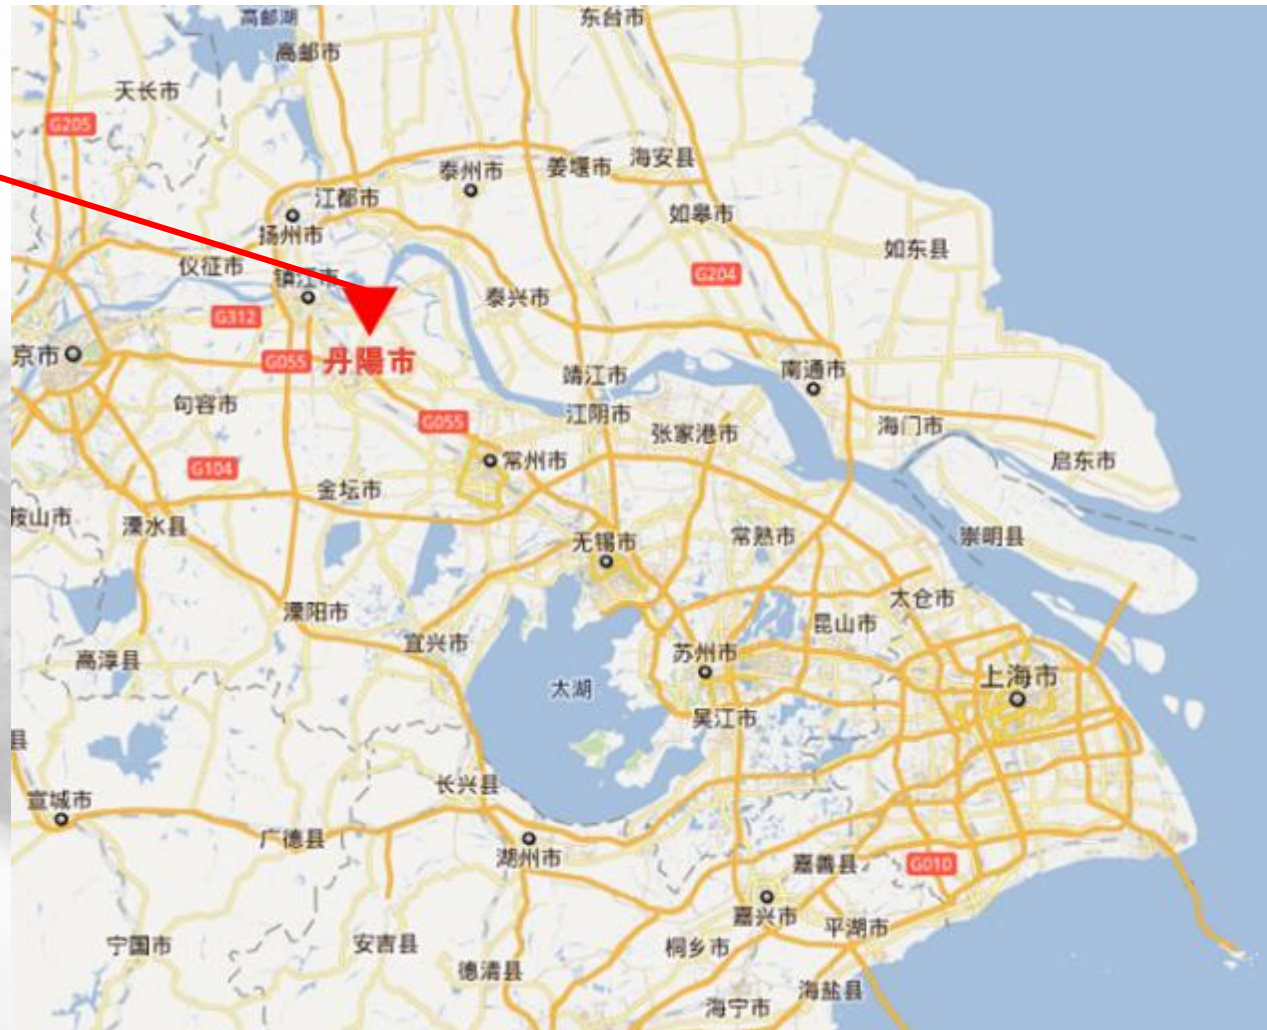 高邮湖
东台市
高邮市
天长市
G205
海安县
姜堰市
泰州市
江都市
如皋市
扬州市
如东县
仪征市
镇江市
G204
泰兴市
G312
京市
G055
丹陽市
靖江市
南通市
句容市
江阴市
G055
张家港市
海门市
常州市
启东市
G104
金坛市
鞍山市
溧水县
无锡市
常熟市
崇明县
太仓市
溧阳市
昆山市
宜兴市
苏州市
高淳县
上海市
太湖
吴江市
县
长兴县
宣城市
广德县
湖州市
嘉善县
G010
嘉兴市
平湖市
宁国市
安吉县
桐乡市
德清县
海盐县
海宁市